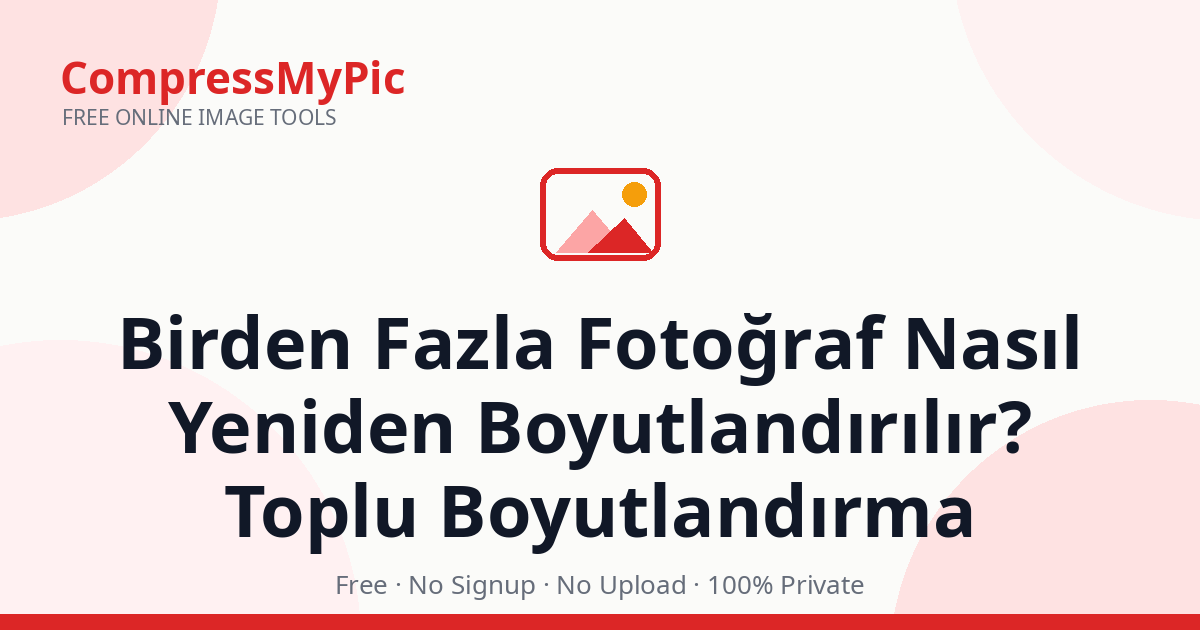 CompressMyPic
FREE ONLINE IMAGE TOOLS
Birden Fazla Fotoğraf Nasıl
Yeniden Boyutlandırılır?
Toplu Boyutlandırma
Free · No Signup · No Upload · 100% Private